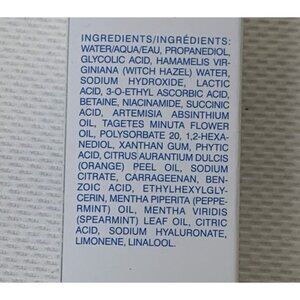 INGREDIENTS/INGRÉDIENTS:
WATER/AQUA/EAU, PROPANEDIOL,
GLYCOLIC ACID, HAMAMELIS VIR-
GINIANA (WITCH HAZEL) WATER,
SODIUM HYDROXIDE, LACTIC
ACID, 3-O-ETHYL ASCORBIC ACID,
BETAINE, NIACINAMIDE, SUCCINIC
ACID, ARTEMISIA ABSINTHIUM
OIL, TAGETES MINUTA FLOWER
OIL, POLYSORBATE 20, 1,2-HEXA-
NEDIOL, XANTHAN GUM, PHYTIC
ACID, CITRUS AURANTIUM DULCIS
(ORANGE) PEEL OIL, SODIUM
CITRATE, CARRAGEENAN, BEN-
ZOIC ACID, ETHYLHEXYLGLY-
CERIN, MENTHA PIPERITA (PEPPE-
RMINT) OIL, MENTHA VIRIDIS
(SPEARMINT) LEAF OIL, CITRIC
ACID, SODIUM HYALURONATE,
LIMONENE, LINALOOL.